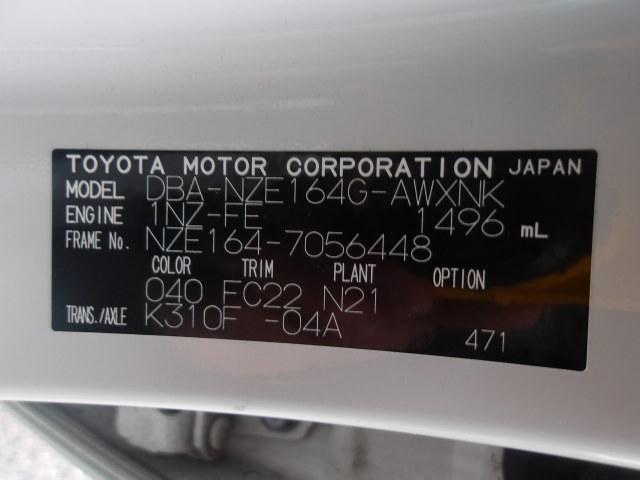 TOYOTA MOTOR CORPORATION JAPAN
MODEL DBA-NZE164G-AWXNK
ENGINE 1NZ-FE 1496 mL
FRAME No. NZE164-7056448
COLOR TRIM PLANT OPTION
040 FC22 N21
TRANS./AXLE K310F -04A
471